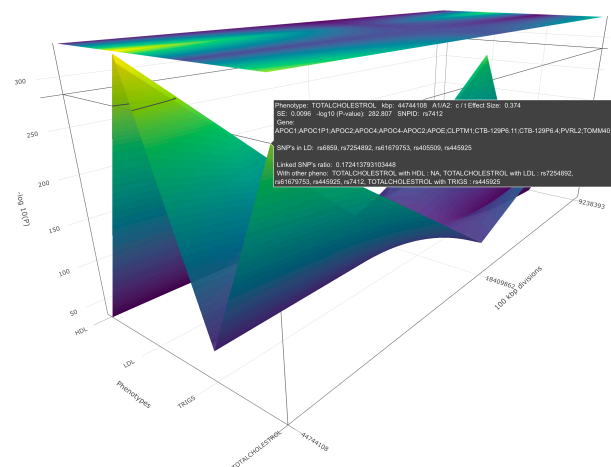 300
250
200
150
100
50
-log 10(P)
Phenotype: TOTALCHOLESTROL kbp: 44744108 A1/A2: c / t Effect Size: 0.374
SE: 0.0096 -log10 (P-value): 282.807 SNPID: rs7412
Gene:
APOC1;APOC1P1;APOC2;APOC4;APOC4-APOC2;APOE;CLPTM1;CTB-129P6.11;CTB-129P6.4;PVRL2;TOMM40
SNP's in LD: rs6859, rs7254892, rs61679753, rs405509, rs445925
Linked SNP's ratio: 0.172413793103448
With other pheno: TOTALCHOLESTROL with HDL : NA, TOTALCHOLESTROL with LDL : rs7254892,
rs61679753, rs445925, rs7412, TOTALCHOLESTROL with TRIGS : rs445925
9238393
-18409862
100 kbp divisions
44744108
HDL
LDL
TRIGS
TOTALCHOLESTROL
Phenotypes